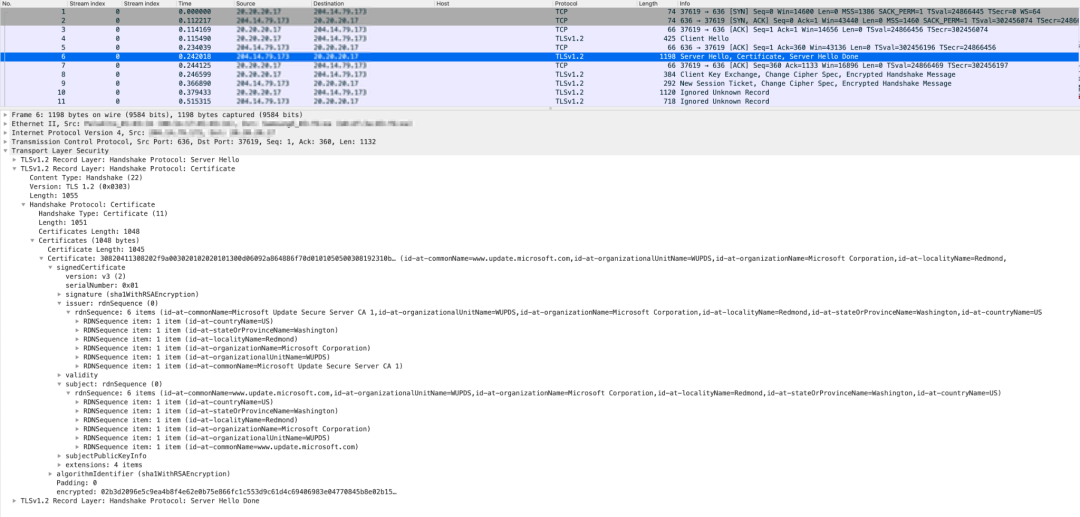 No. Stream index Stream index Time Source Destination Host Protocol Length Info
1 0 0 0.000000 20.20.20.17 204.14.79.173 TCP 74 37619 → 636 [SYN] Seq=0 Win=14600 Len=0 MSS=1386 SACK_PERM=1 TSval=24866445 TSecr=0 WS=64
2 0 0 0.112217 204.14.79.173 20.20.20.17 TCP 74 636 → 37619 [SYN, ACK] Seq=0 Ack=1 Win=43440 Len=0 MSS=1460 SACK_PERM=1 TSval=302456074 TSecr=24866
3 0 0 0.114169 20.20.20.17 204.14.79.173 TCP 66 37619 → 636 [ACK] Seq=1 Ack=1 Win=14656 Len=0 TSval=24866456 TSecr=302456074
4 0 0 0.115490 20.20.20.17 204.14.79.173 TLSv1.2 425 Client Hello
5 0 0 0.234039 204.14.79.173 20.20.20.17 TCP 66 636 → 37619 [ACK] Seq=1 Ack=360 Win=43136 Len=0 TSval=302456196 TSecr=24866456
6 0 0 0.242018 204.14.79.173 20.20.20.17 TLSv1.2 1198 Server Hello, Certificate, Server Hello Done
7 0 0 0.244125 20.20.20.17 204.14.79.173 TCP 66 37619 → 636 [ACK] Seq=360 Ack=1133 Win=16896 Len=0 TSval=24866469 TSecr=302456197
8 0 0 0.246599 20.20.20.17 204.14.79.173 TLSv1.2 384 Client Key Exchange, Change Cipher Spec, Encrypted Handshake Message
9 0 0 0.366890 204.14.79.173 20.20.20.17 TLSv1.2 292 New Session Ticket, Change Cipher Spec, Encrypted Handshake Message
10 0 0 0.379433 20.20.20.17 204.14.79.173 TLSv1.2 1120 Ignored Unknown Record
11 0 0 0.515315 204.14.79.173 20.20.20.17 TLSv1.2 718 Ignored Unknown Record
Frame 6: 1198 bytes on wire (9584 bits), 1198 bytes captured (9584 bits)
Ethernet II, Src:
Internet Protocol Version 4, Src: 204.14.79.173, Dst: 20.20.20.17
Transmission Control Protocol, Src Port: 636, Dst Port: 37619, Seq: 1, Ack: 360, Len: 1132
Transport Layer Security
TLSv1.2 Record Layer: Handshake Protocol: Server Hello
TLSv1.2 Record Layer: Handshake Protocol: Certificate
Content Type: Handshake (22)
Version: TLS 1.2 (0x0303)
Length: 1055
Handshake Protocol: Certificate
Handshake Type: Certificate (11)
Length: 1051
Certificates Length: 1048
Certificates (1048 bytes)
Certificate Length: 1045
Certificate: 30820411308202f9a003020102020101300d06092a864886f70d0101050500308192310b… (id-at-commonName=www.update.microsoft.com,id-at-organizationalUnitName=WUPDS,id-at-organizationName=Microsoft Corporation,id-at-localityName=Redmond,
signedCertificate
version: v3 (2)
serialNumber: 0x01
signature (sha1WithRSAEncryption)
issuer: rdnSequence (0)
rdnSequence: 6 items (id-at-commonName=Microsoft Update Secure Server CA 1,id-at-organizationalUnitName=WUPDS,id-at-organizationName=Microsoft Corporation,id-at-localityName=Redmond,id-at-stateOrProvinceName=Washington,id-at-countryName=US
RDNSequence item: 1 item (id-at-countryName=US)
RDNSequence item: 1 item (id-at-stateOrProvinceName=Washington)
RDNSequence item: 1 item (id-at-localityName=Redmond)
RDNSequence item: 1 item (id-at-organizationName=Microsoft Corporation)
RDNSequence item: 1 item (id-at-organizationalUnitName=WUPDS)
RDNSequence item: 1 item (id-at-commonName=Microsoft Update Secure Server CA 1)
validity
subject: rdnSequence (0)
rdnSequence: 6 items (id-at-commonName=www.update.microsoft.com,id-at-organizationalUnitName=WUPDS,id-at-organizationName=Microsoft Corporation,id-at-localityName=Redmond,id-at-stateOrProvinceName=Washington,id-at-countryName=US)
RDNSequence item: 1 item (id-at-countryName=US)
RDNSequence item: 1 item (id-at-stateOrProvinceName=Washington)
RDNSequence item: 1 item (id-at-localityName=Redmond)
RDNSequence item: 1 item (id-at-organizationName=Microsoft Corporation)
RDNSequence item: 1 item (id-at-organizationalUnitName=WUPDS)
RDNSequence item: 1 item (id-at-commonName=www.update.microsoft.com)
subjectPublicKeyInfo
extensions: 4 items
algorithmIdentifier (sha1WithRSAEncryption)
Padding: 0
encrypted: 02b3d2096e5c9ea4b8f4e62e0b75e866fc1c553d9c61d4c69406983e04770845b8e02b15…
TLSv1.2 Record Layer: Handshake Protocol: Server Hello Done